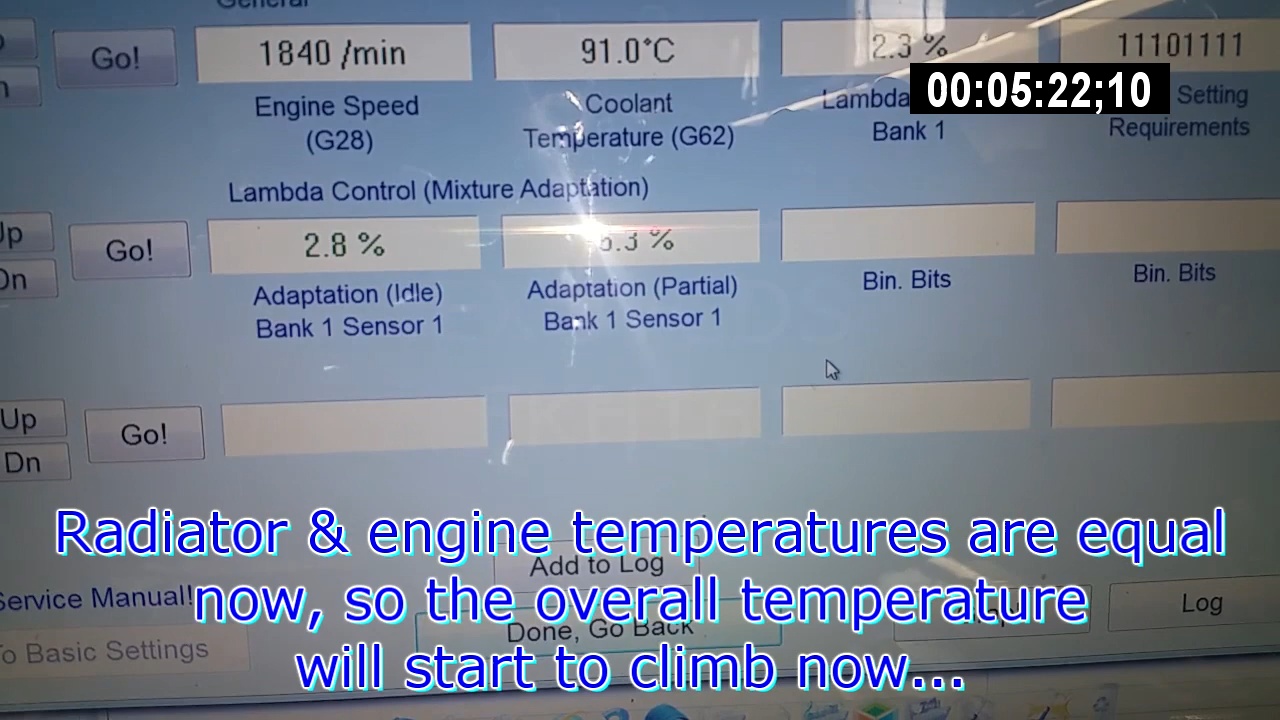 General
Go!
1840 /min
91.0°C
2.3 %
11101111
00:05:22;10
Engine Speed
(G28)
Coolant
Temperature (G62)
Lambda
Bank 1
Setting
Requirements
Lambda Control (Mixture Adaptation)
Up
Dn
Go!
2.8 %
.3 %
Adaptation (Idle)
Bank 1 Sensor 1
Adaptation (Partial)
Bank 1 Sensor 1
Bin. Bits
Bin. Bits
Up
Dn
Go!
Radiator & engine temperatures are equal
now, so the overall temperature
will start to climb now...
Add to Log
Service Manual!
Done, Go Back
Log
To Basic Settings